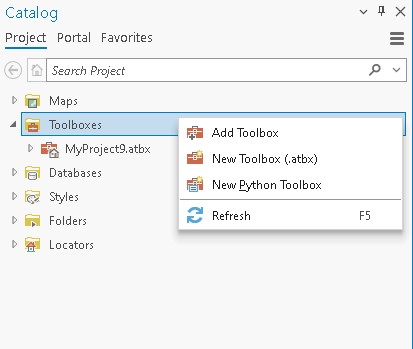 Catalog
Project Portal Favorites
Search Project
Maps
Toolboxes
Add Toolbox
MyProject9.atbx
New Toolbox (.atbx)
Databases
New Python Toolbox
Styles
Folders
Refresh F5
Locators